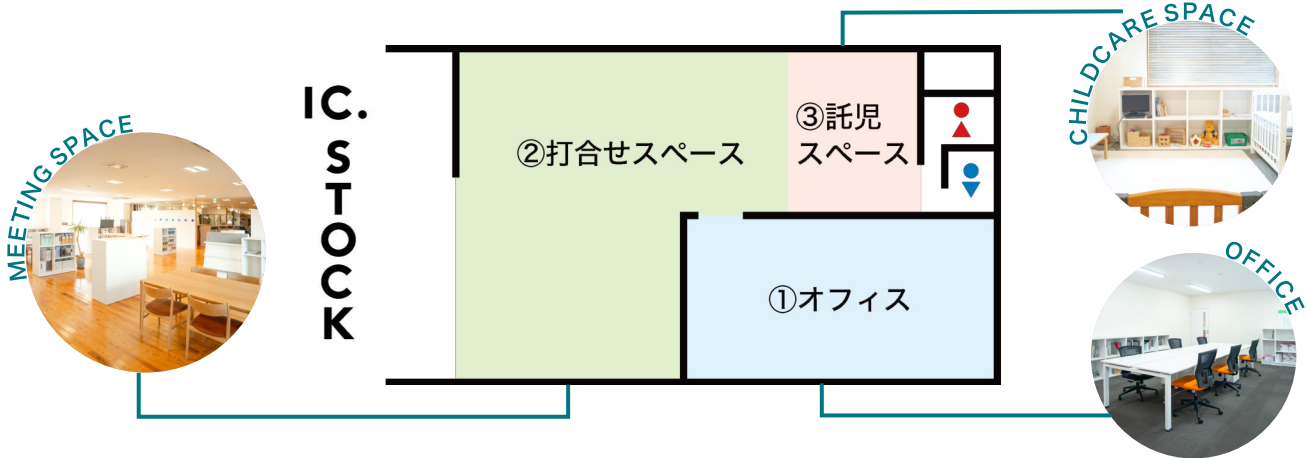 MEETING SPACE
IC.
STOCK
②打合せスペース
③託児
スペース
①オフィス
CHILDCARE SPACE
OFFICE